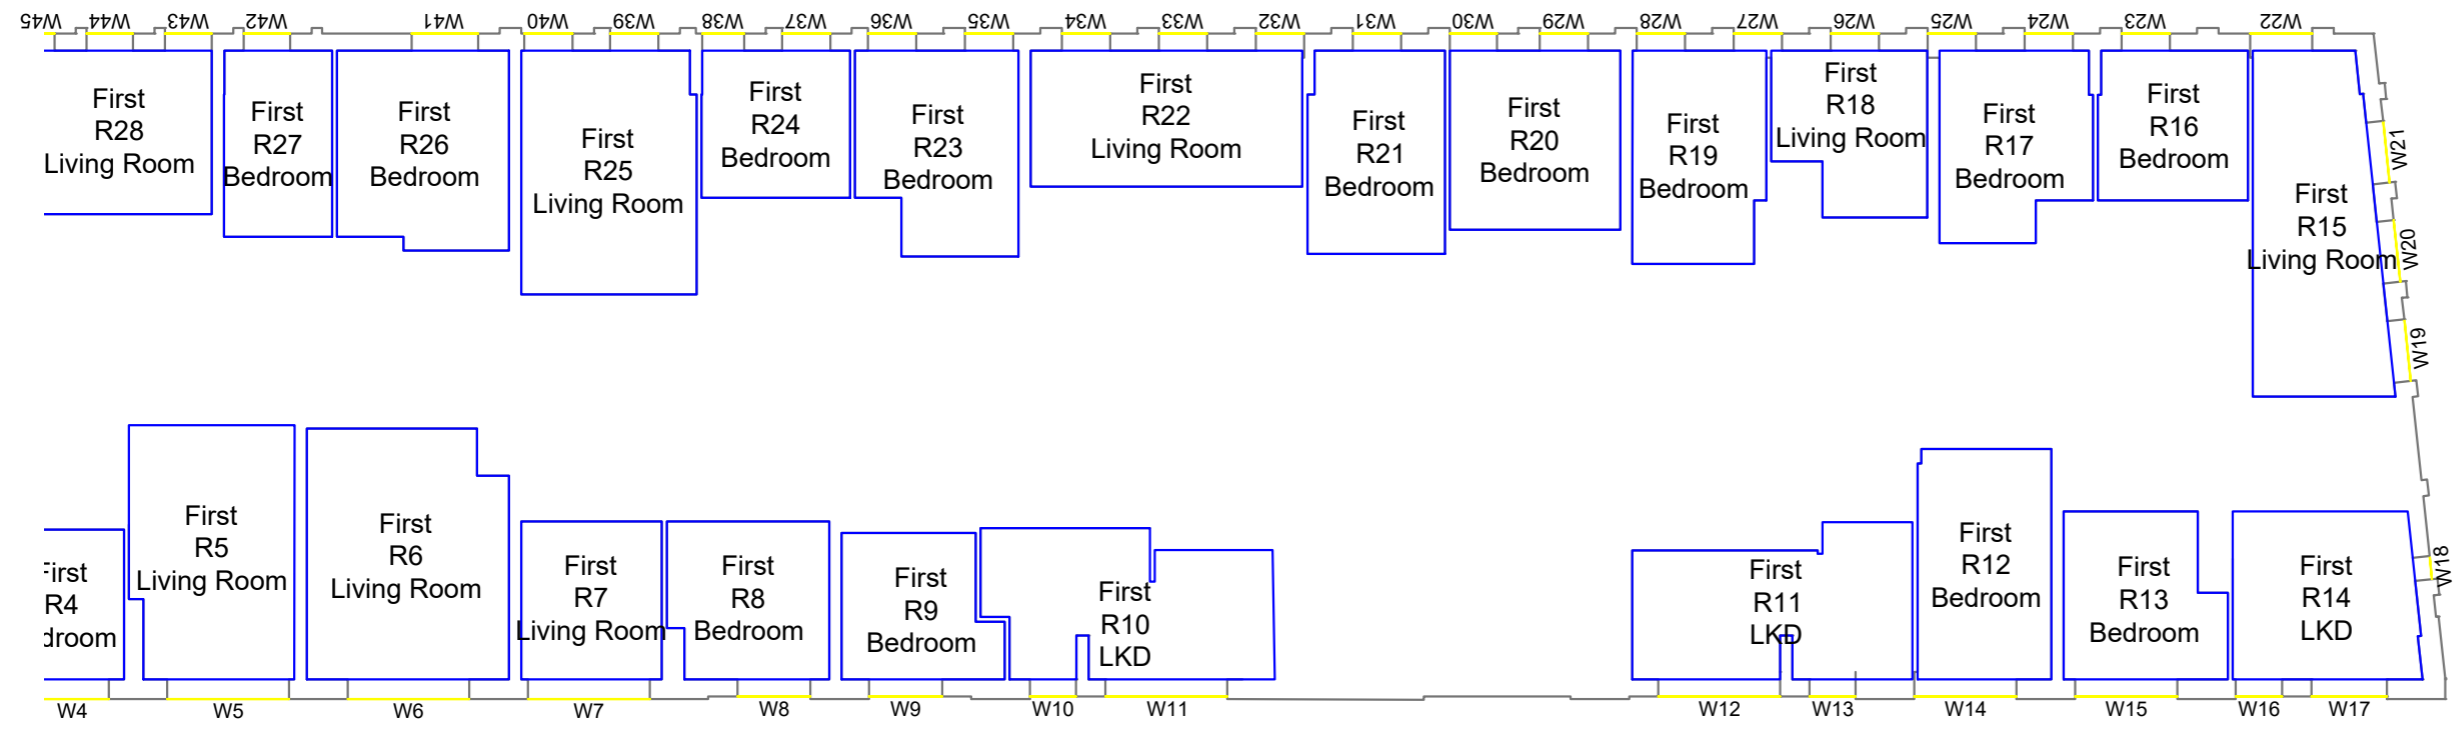 W45 W44 W43 W42 W41 W40 W39 W38 W37 W36 W35 W34 W33 W32 W31 W30 W29 W28 W27 W26 W25 W24 W23 W22
First
R28
Living Room
First
R27
Bedroom
First
R26
Bedroom
First
R25
Living Room
First
R24
Bedroom
First
R23
Bedroom
First
R22
Living Room
First
R21
Bedroom
First
R20
Bedroom
First
R19
Bedroom
First
R18
Living Room
First
R17
Bedroom
First
R16
Bedroom
First
R15
Living Room
W21
W20
W19
First
R4
droom
First
R5
Living Room
First
R6
Living Room
First
R7
Living Room
First
R8
Bedroom
First
R9
Bedroom
First
R10
LKD
First
R11
LKD
First
R12
Bedroom
First
R13
Bedroom
First
R14
LKD
W18
W4 W5 W6 W7 W8 W9 W10 W11 W12 W13 W14 W15 W16 W17